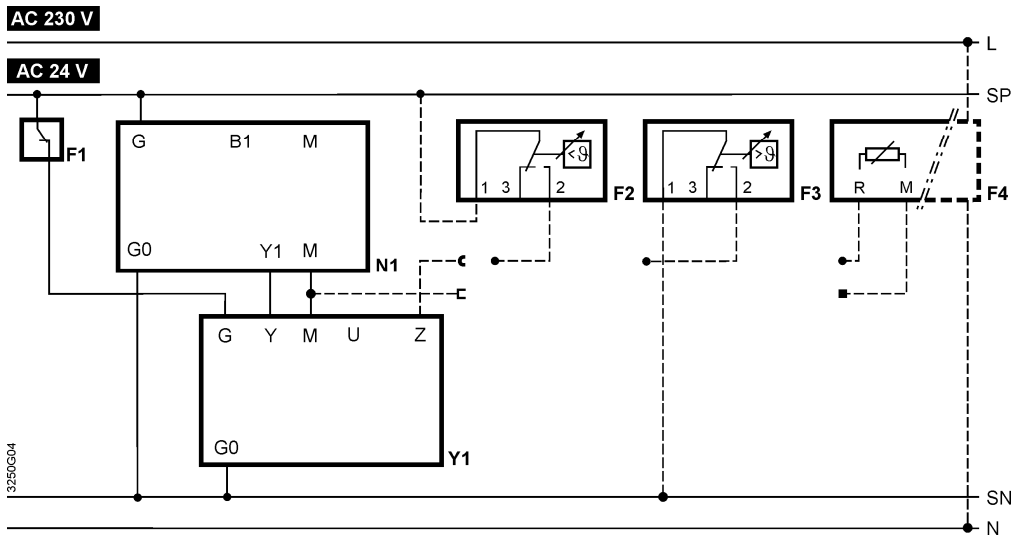 AC 230 V
L
AC 24 V
SP
F1
G B1 M
G0 Y1 M
N1
<ϑ
1 3 2
F2
>ϑ
1 3 2
F3
R M
F4
G Y M U Z
G0
Y1
3250G04
SN
N